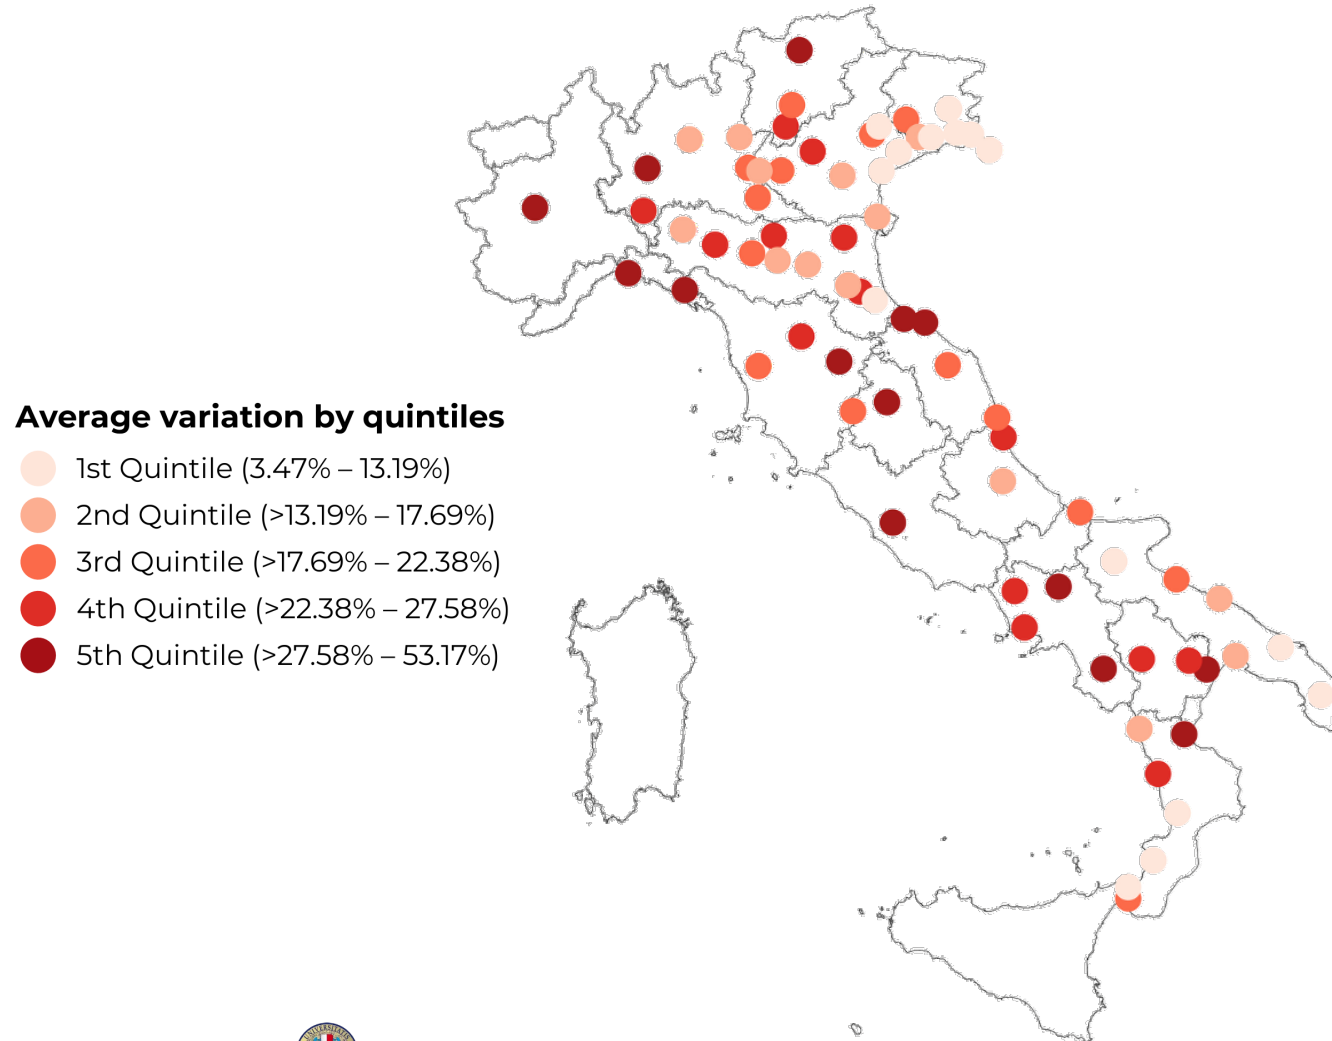 Average variation by quintiles
1st Quintile (3.47% – 13.19%)
2nd Quintile (>13.19% – 17.69%)
3rd Quintile (>17.69% – 22.38%)
4th Quintile (>22.38% – 27.58%)
5th Quintile (>27.58% – 53.17%)
UNIVERSITATIS